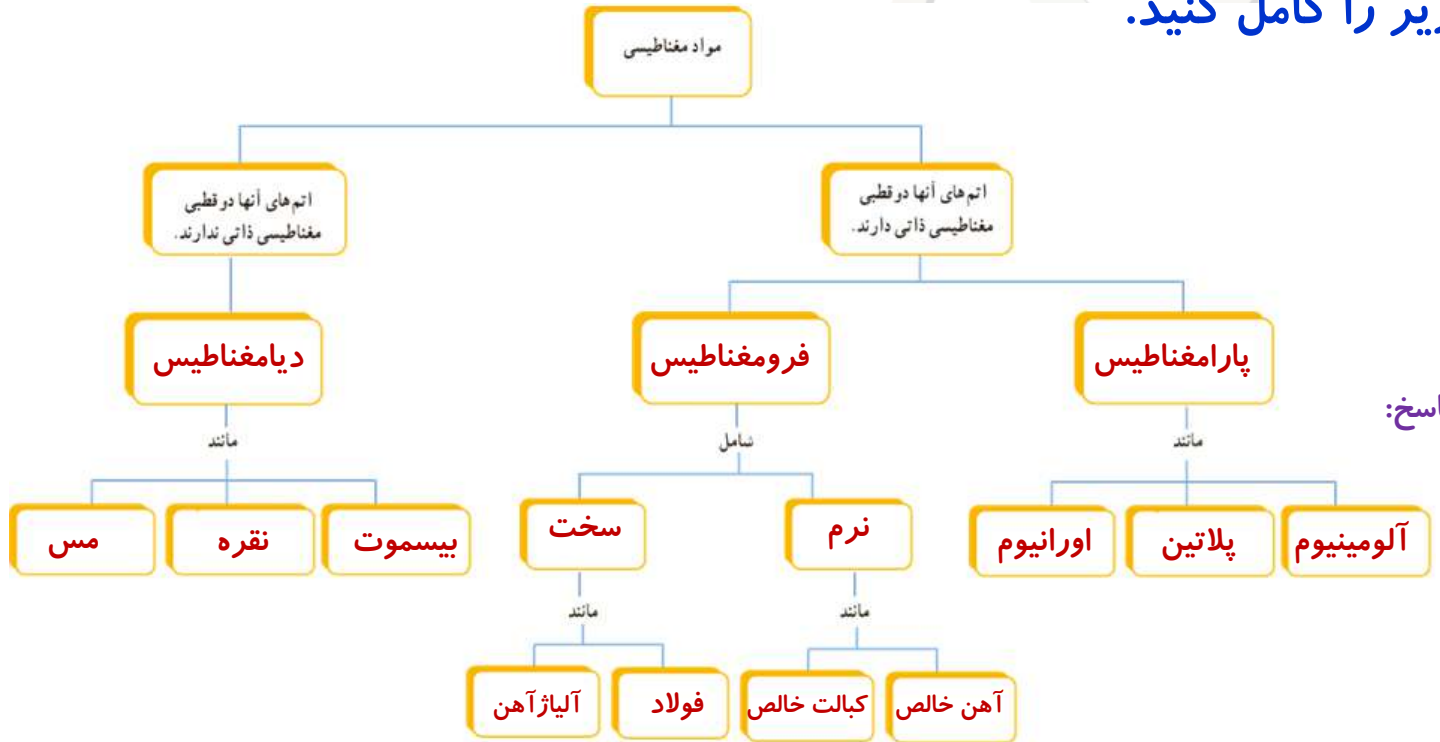 زیر را کامل کنید.
مواد مغناطیسی
اتم‌های آنها دوقطبی
مغناطیسی ذاتی دارند.
اتم‌های آنها دوقطبی
مغناطیسی ذاتی ندارند.
پارامغناطیس
فرومغناطیس
دیامغناطیس
پاسخ:
مانند
شامل
مانند
آلومینیوم
پلاتین
اورانیوم
نرم
سخت
بیسموت
نقره
مس
مانند
مانند
آهن خالص
کبالت خالص
فولاد
آلیاژآهن